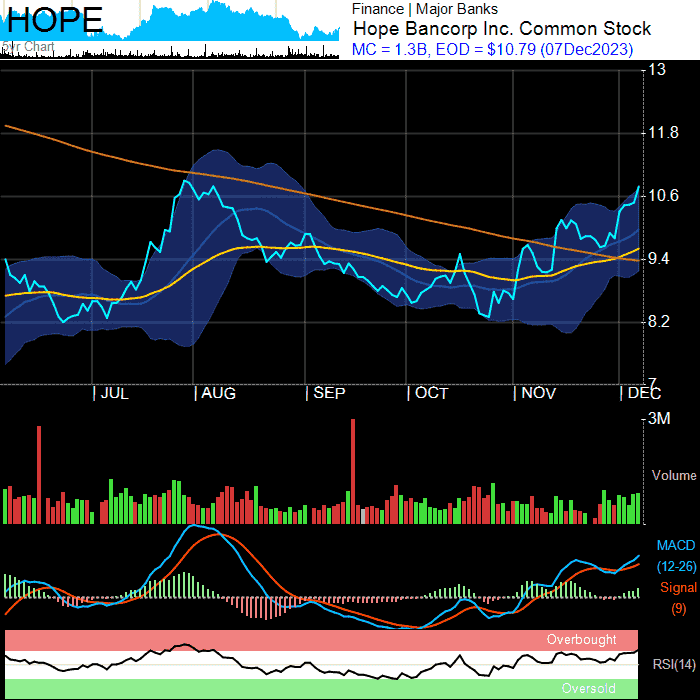 HOPE
5yr Chart
Finance | Major Banks
Hope Bancorp Inc. Common Stock
MC = 1.3B, EOD = $10.79 (07Dec2023)
13
11.8
10.6
9.4
8.2
7
| JUL | AUG | SEP | OCT | NOV | DEC
3M
Volume
MACD
(12-26)
Signal
(9)
Overbought
RSI(14)
Oversold